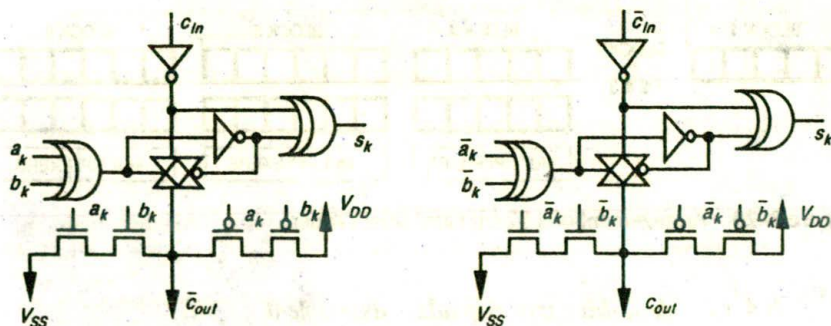 c_in
s_k
a_k
b_k
a_k b_k a_k b_k V_DD
V_SS
c̄_out
c̄_in
s_k
ā_k
b̄_k
ā_k b̄_k ā_k b̄_k V_DD
V_SS
c_out